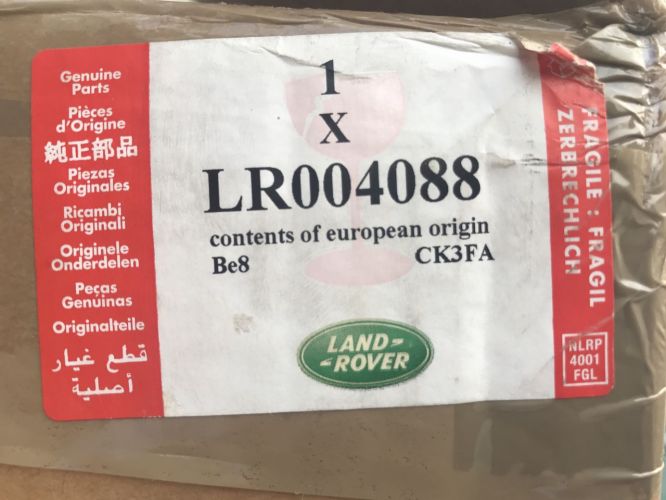 Genuine
Parts
Pièces
d'Origine
純正部品
Piezas
Originales
Ricambi
Originali
Originele
Onderdelen
Peças
Genuinas
Originalteile
قطع غيار
أصلية
1
X
LR004088
contents of european origin
Be8 CK3FA
LAND-
-ROVER
FRAGILE : FRAGIL
ZERBRECHLICH
NLRP
4001
FGL